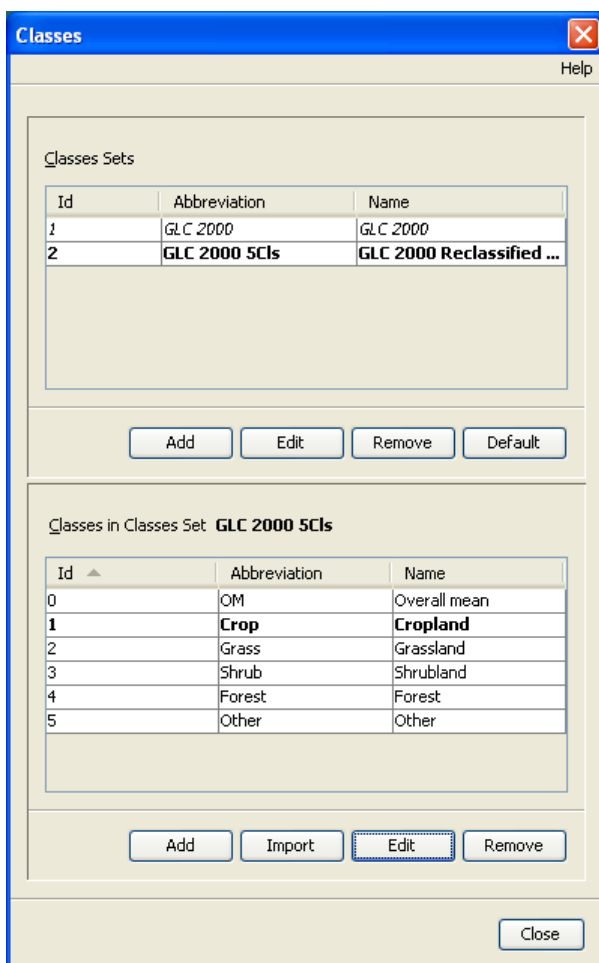 Classes
Help
Classes Sets
Id Abbreviation Name
1 GLC 2000 GLC 2000
2 GLC 2000 5Cls GLC 2000 Reclassified ...
Add Edit Remove Default
Classes in Classes Set GLC 2000 5Cls
Id Abbreviation Name
0 OM Overall mean
1 Crop Cropland
2 Grass Grassland
3 Shrub Shrubland
4 Forest Forest
5 Other Other
Add Import Edit Remove
Close